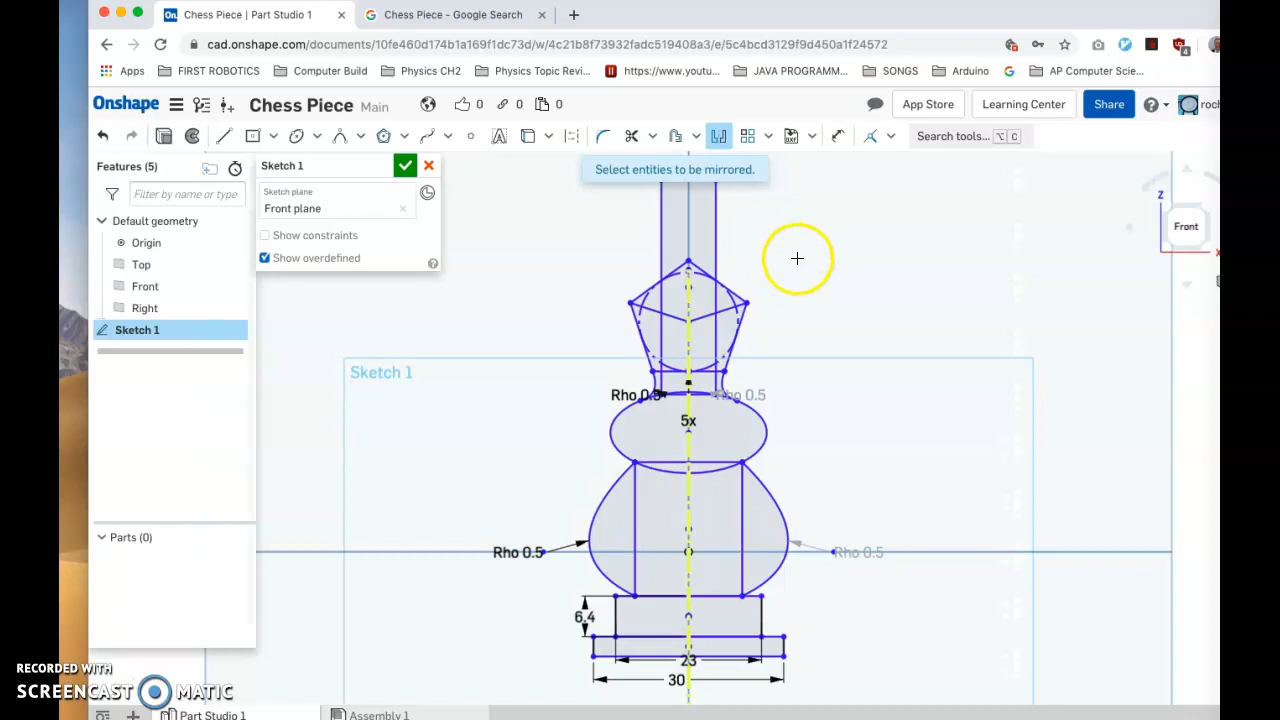 Chess Piece | Part Studio 1
Chess Piece - Google Search
cad.onshape.com/documents/10fe460d174b1a169f1dc73d/w/4c21b8f73932fadc519408a3/e/5c4bcd3129f9d450a1f24572
Apps FIRST ROBOTICS Computer Build Physics CH2 Physics Topic Revi... https://www.youtu... JAVA PROGRAMM... SONGS Arduino AP Computer Scie...
Onshape Chess Piece Main 0 0 0 App Store Learning Center Share
Search tools... ⌥ C
Features (5)
Filter by name or type
Default geometry
Origin
Top
Front
Right
Sketch 1
Parts (0)
Sketch 1
Sketch plane
Front plane
Show constraints
Show overdefined
Select entities to be mirrored.
Z
Front
Sketch 1
Rho 0.5
Rho 0.5
5x
Rho 0.5
Rho 0.5
6.4
23
30
RECORDED WITH
SCREENCAST MATIC
Part Studio 1 Assembly 1